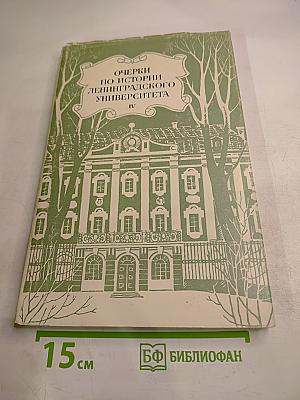 ОЧЕРКИ
ПО ИСТОРИИ
ЛЕНИНГРАДСКОГО
УНИВЕРСИТЕТА
IV
15 см
БФ БИБЛИОФАН